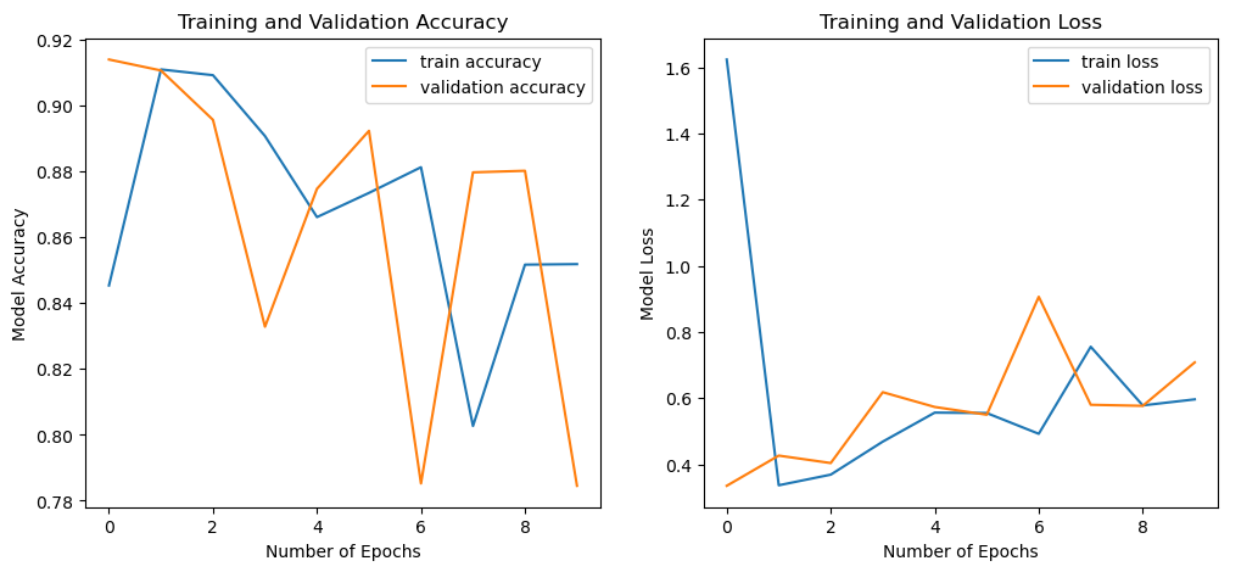 Training and Validation Accuracy
train accuracy
validation accuracy
0.92
0.90
0.88
0.86
0.84
0.82
0.80
0.78
Model Accuracy
0 2 4 6 8
Number of Epochs
Training and Validation Loss
train loss
validation loss
1.6
1.4
1.2
1.0
0.8
0.6
0.4
Model Loss
0 2 4 6 8
Number of Epochs